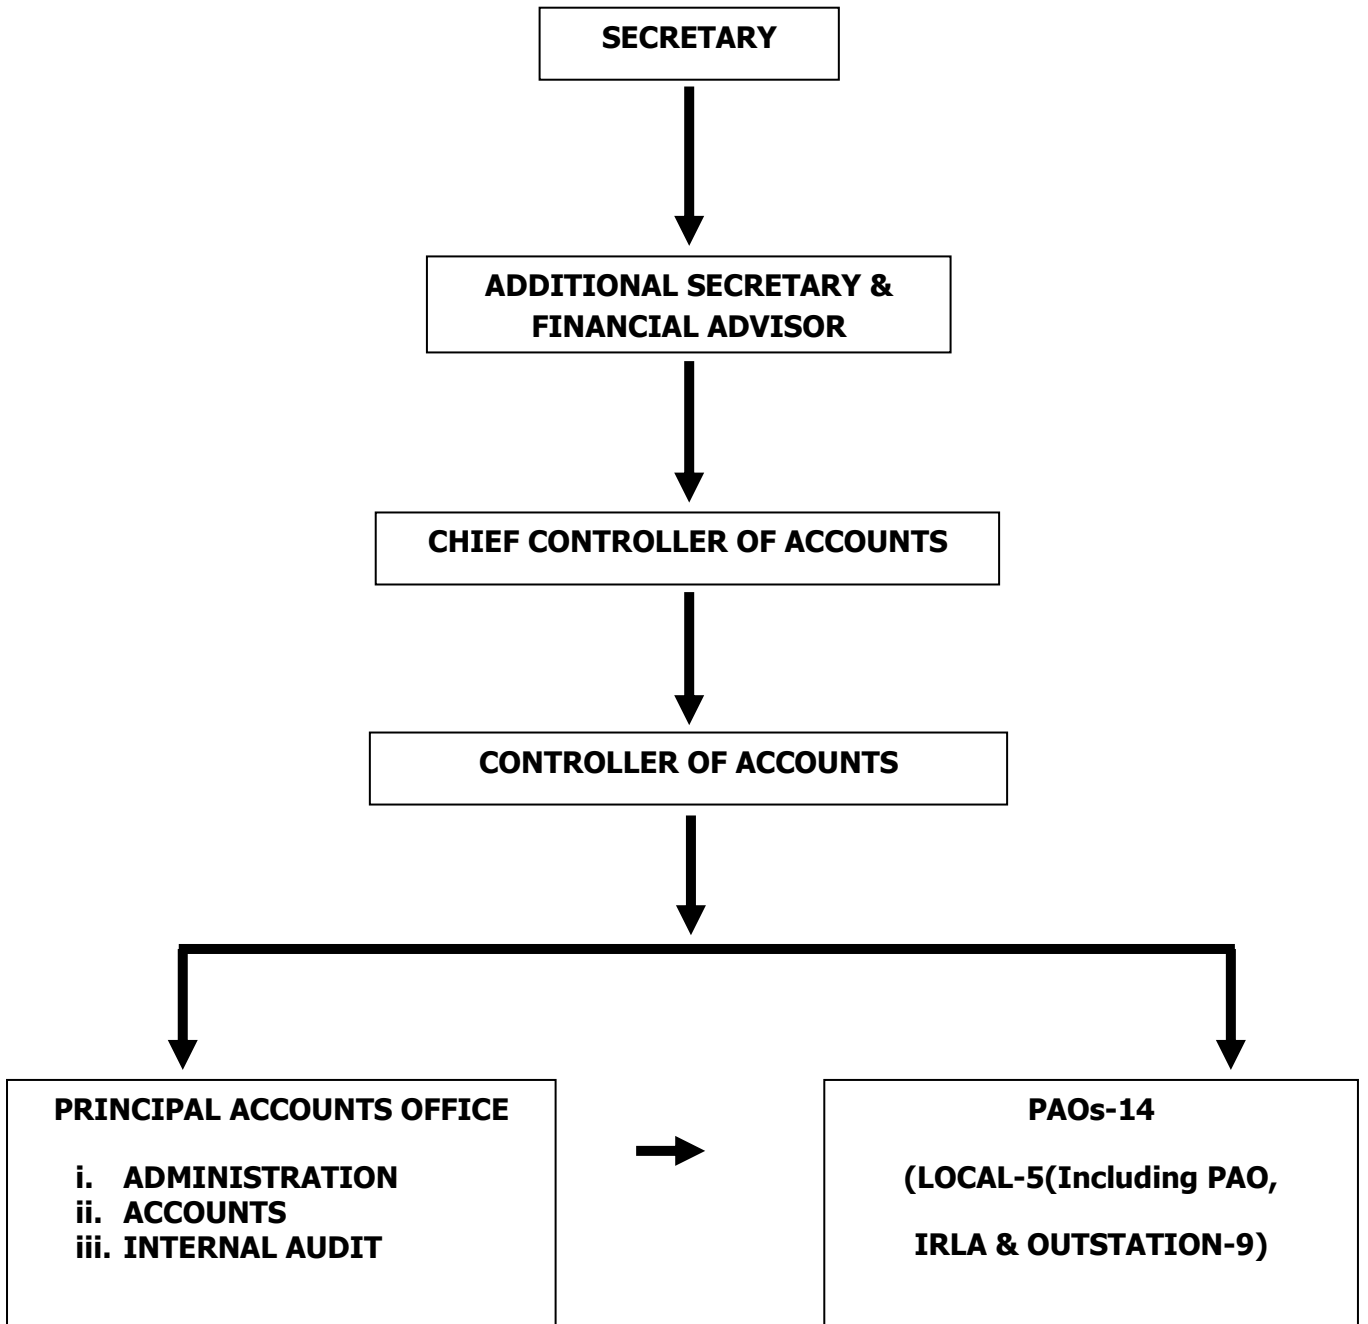 SECRETARY
ADDITIONAL SECRETARY &
FINANCIAL ADVISOR
CHIEF CONTROLLER OF ACCOUNTS
CONTROLLER OF ACCOUNTS
PRINCIPAL ACCOUNTS OFFICE
i. ADMINISTRATION
ii. ACCOUNTS
iii. INTERNAL AUDIT
PAOs-14
(LOCAL-5(Including PAO,
IRLA & OUTSTATION-9)